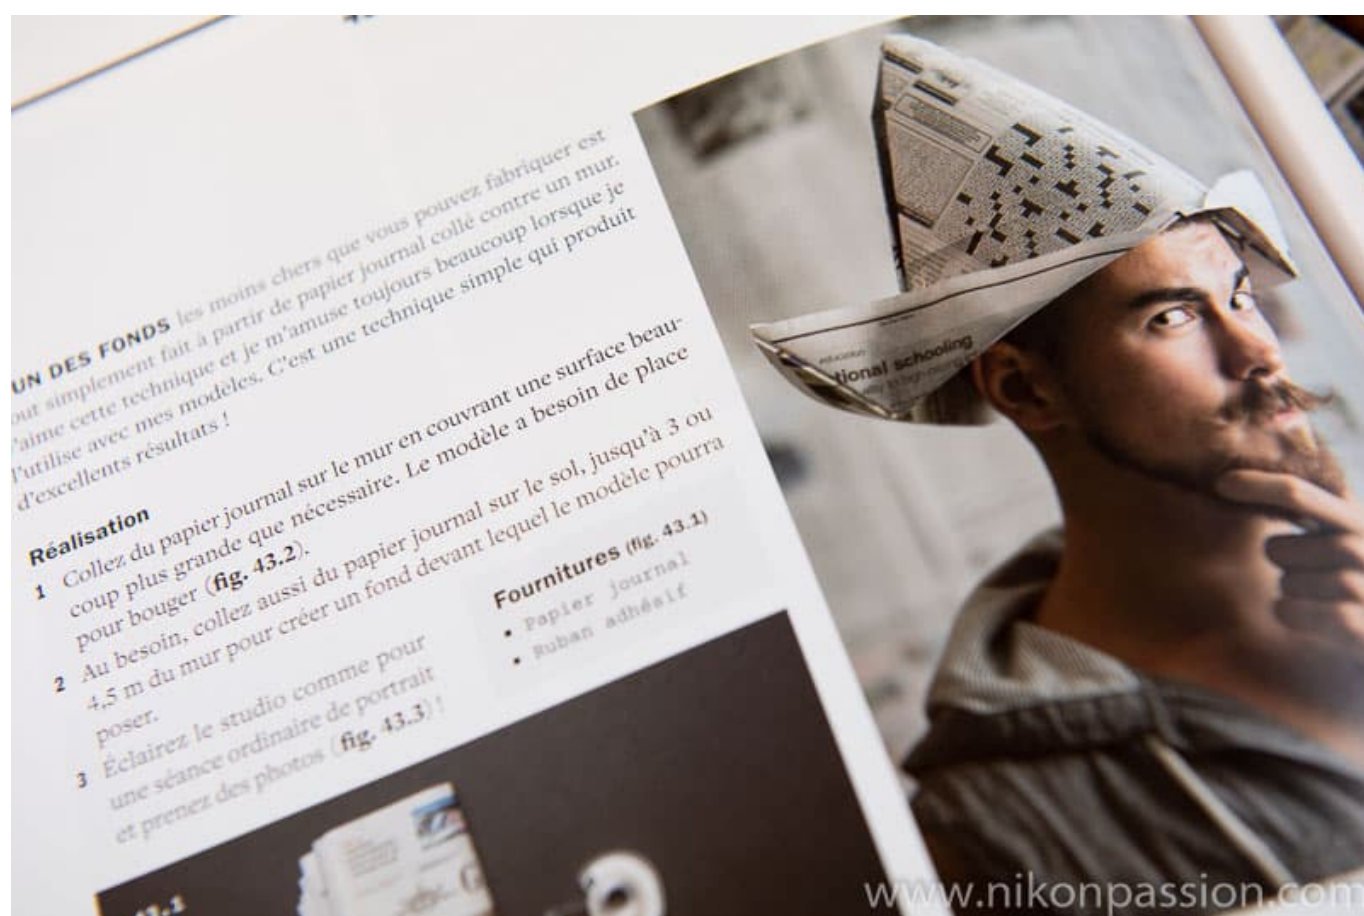 UN DES FONDS les moins chers que vous pouvez fabriquer est
out simplement fait à partir de papier journal collé contre un mur.
'aime cette technique et je m'amuse toujours beaucoup lorsque je
l'utilise avec mes modèles. C'est une technique simple qui produit
d'excellents résultats !
Réalisation
1 Collez du papier journal sur le mur en couvrant une surface beau-
coup plus grande que nécessaire. Le modèle a besoin de place
pour bouger (fig. 43.2).
2 Au besoin, collez aussi du papier journal sur le sol, jusqu'à 3 ou
4,5 m du mur pour créer un fond devant lequel le modèle pourra
poser.
3 Éclairez le studio comme pour
une séance ordinaire de portrait
et prenez des photos (fig. 43.3) !
Fournitures (fig. 43.1)
• Papier journal
• Ruban adhésif
43.1
education
tional schooling
www.nikonpassion.com